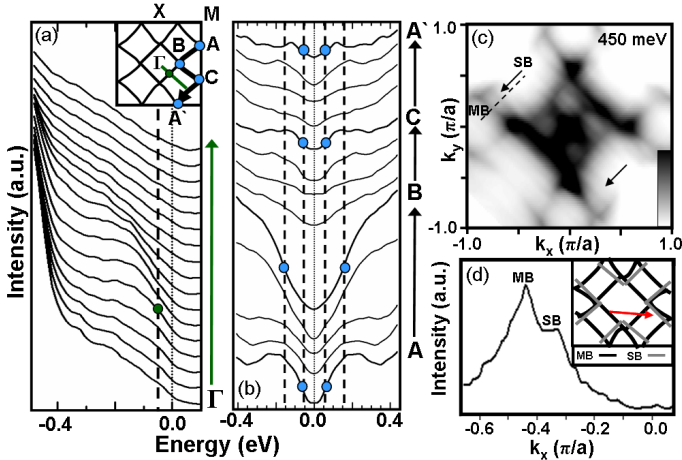 (a)
X
M
B
A
Γ
C
A`
Γ
Intensity (a.u.)
-0.4
0.0
Energy (eV)
A`
C
B
A
(b)
-0.4
0.0
0.4
(c)
450 meV
SB
MB
1.0
-1.0
k_y (π/a)
-1.0
1.0
k_x (π/a)
(d)
MB
SB
MB
SB
Intensity (a.u.)
-0.6
-0.4
-0.2
0.0
k_x (π/a)